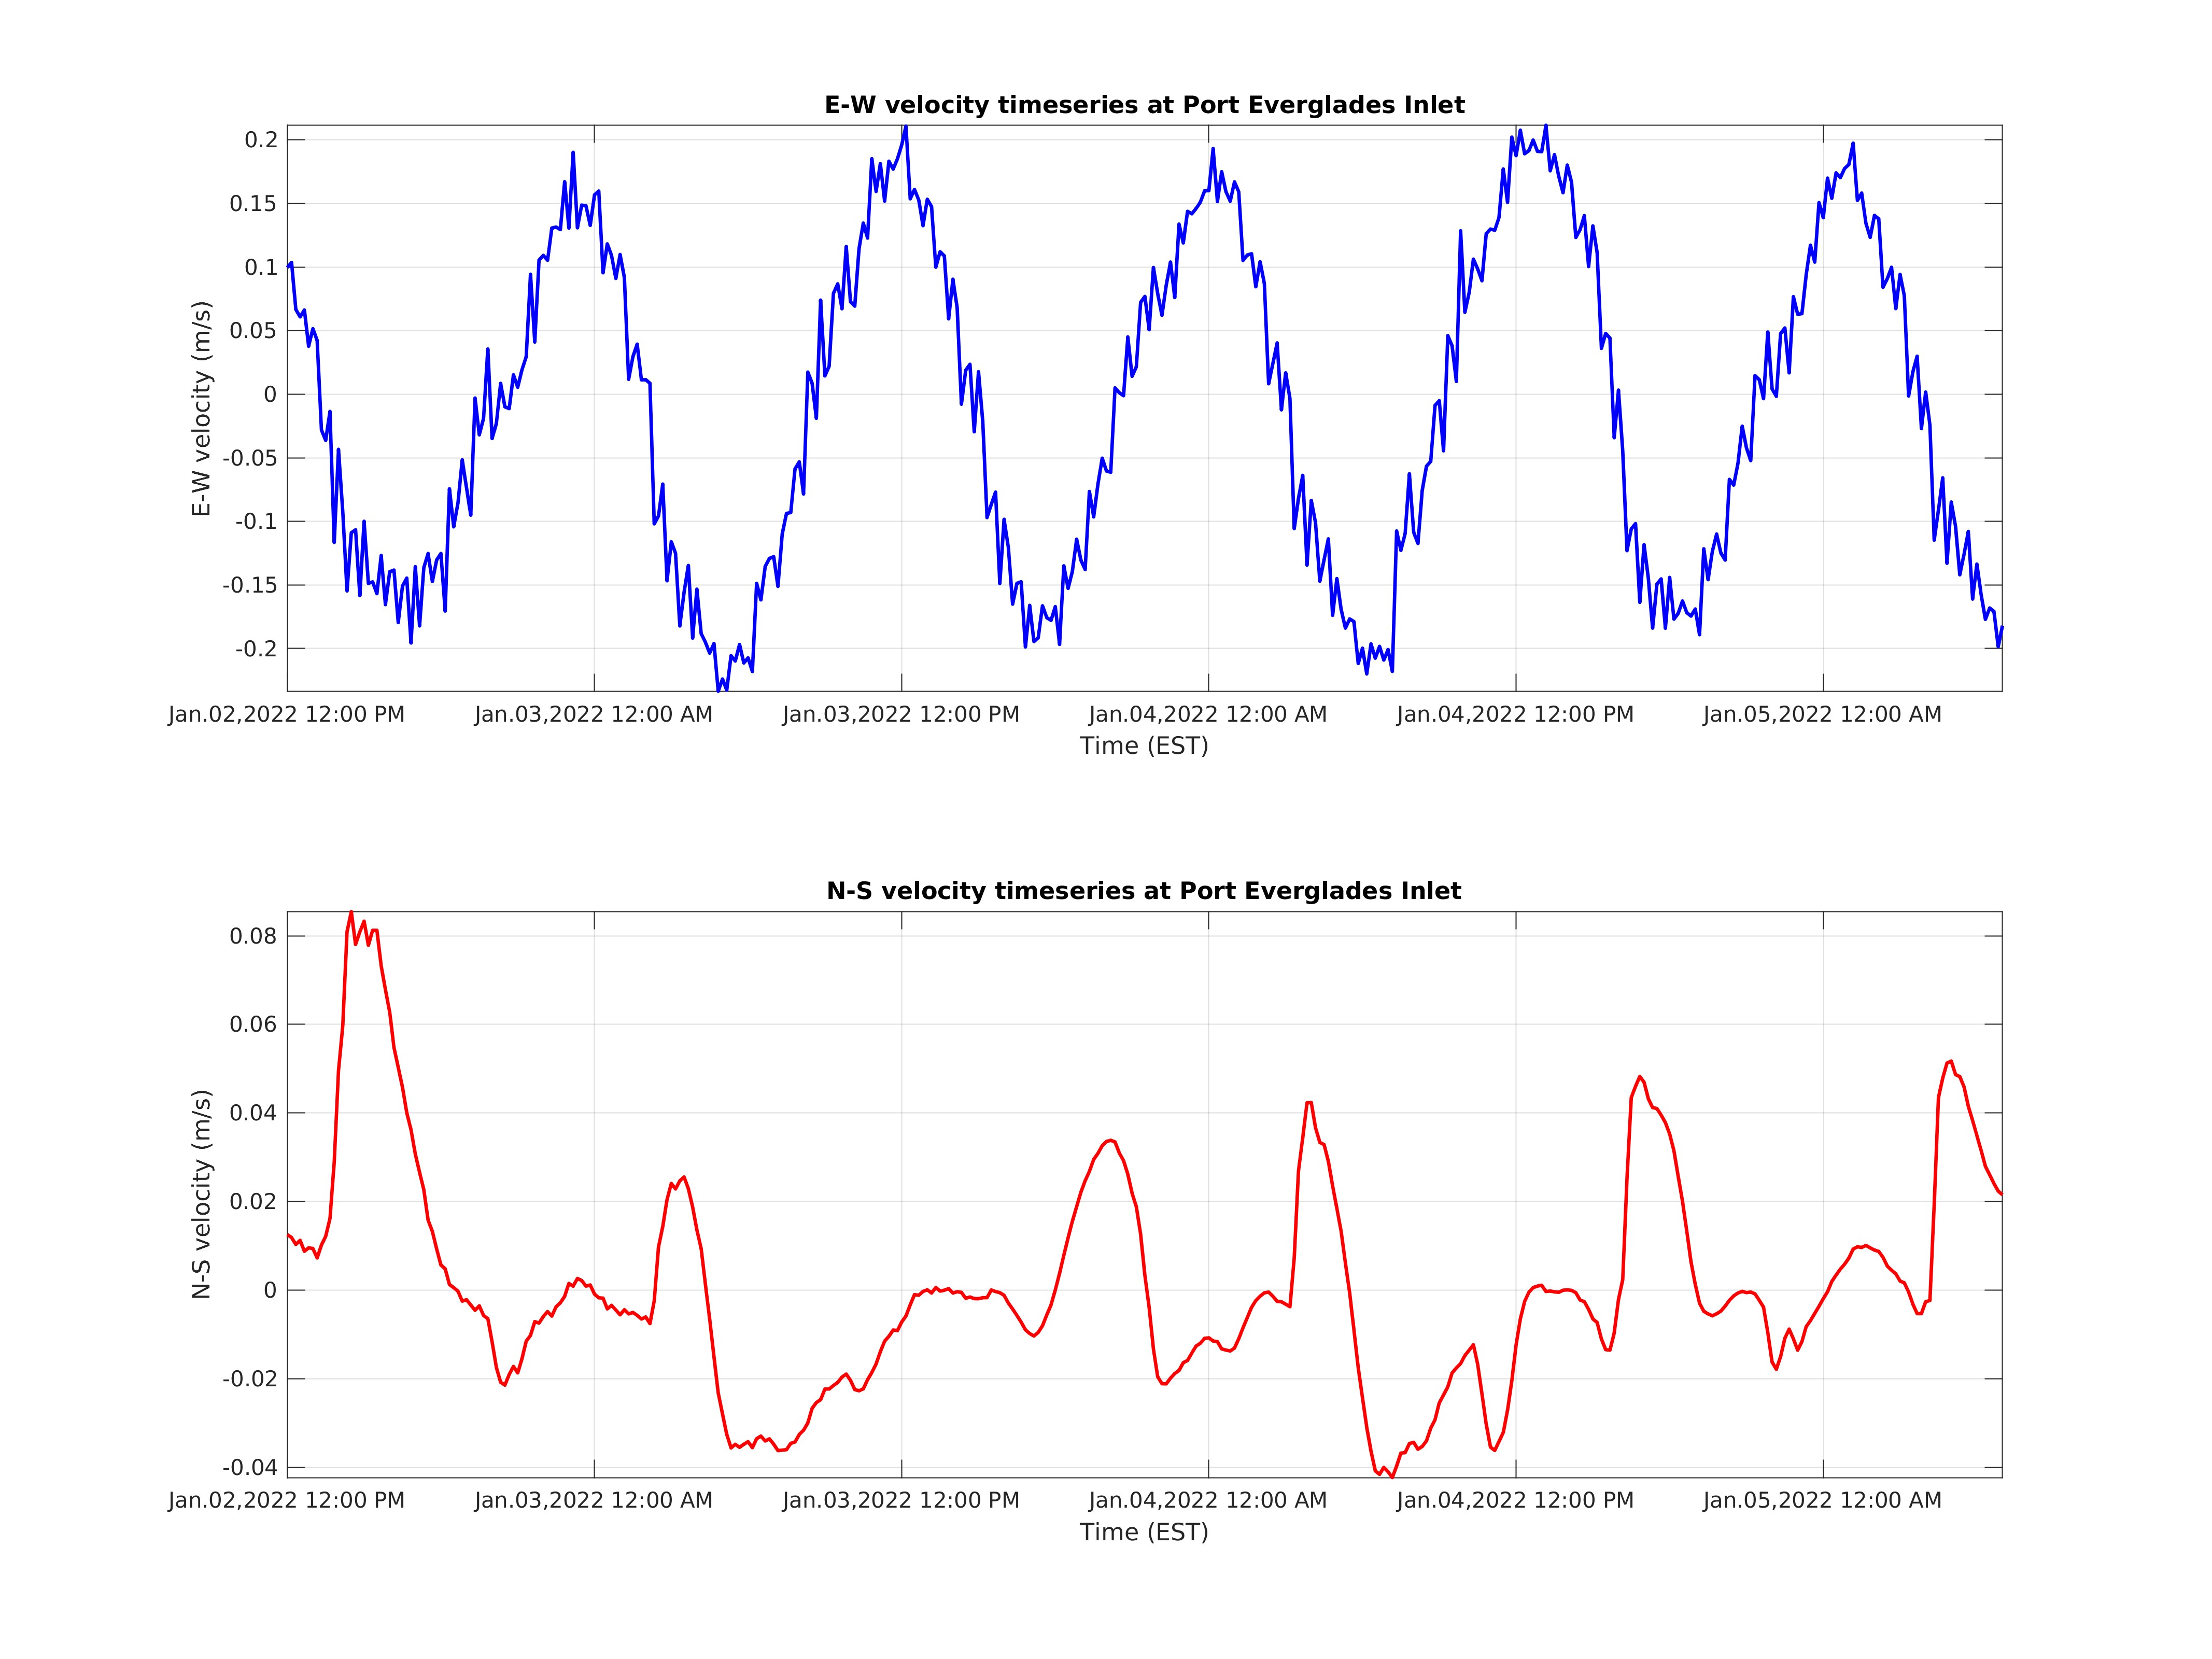 E-W velocity timeseries at Port Everglades Inlet
0.2
0.15
0.1
0.05
0
-0.05
-0.1
-0.15
-0.2
E-W velocity (m/s)
Jan.02,2022 12:00 PM Jan.03,2022 12:00 AM Jan.03,2022 12:00 PM Jan.04,2022 12:00 AM Jan.04,2022 12:00 PM Jan.05,2022 12:00 AM
Time (EST)
N-S velocity timeseries at Port Everglades Inlet
0.08
0.06
0.04
0.02
0
-0.02
-0.04
N-S velocity (m/s)
Jan.02,2022 12:00 PM Jan.03,2022 12:00 AM Jan.03,2022 12:00 PM Jan.04,2022 12:00 AM Jan.04,2022 12:00 PM Jan.05,2022 12:00 AM
Time (EST)